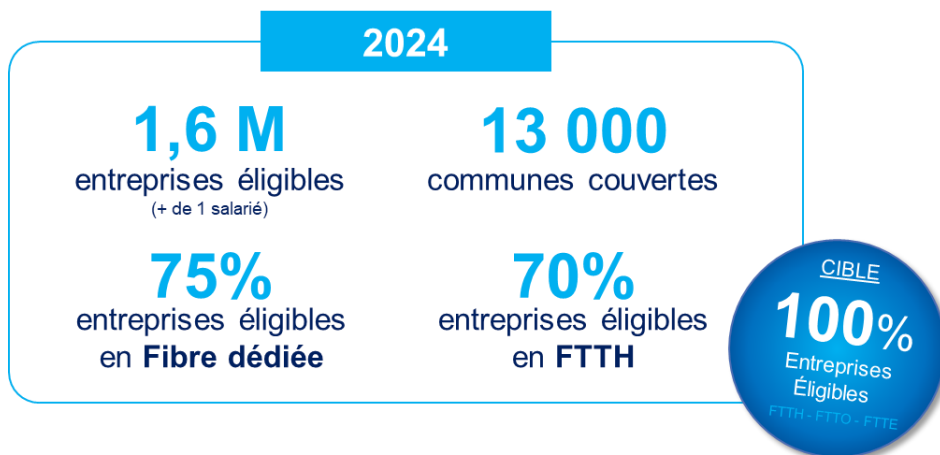 2024
1,6 M
entreprises éligibles
(+ de 1 salarié)
13 000
communes couvertes
75%
entreprises éligibles
en Fibre dédiée
70%
entreprises éligibles
en FTTH
CIBLE
100%
Entreprises
Éligibles
FTTH - FTTO - FTTE